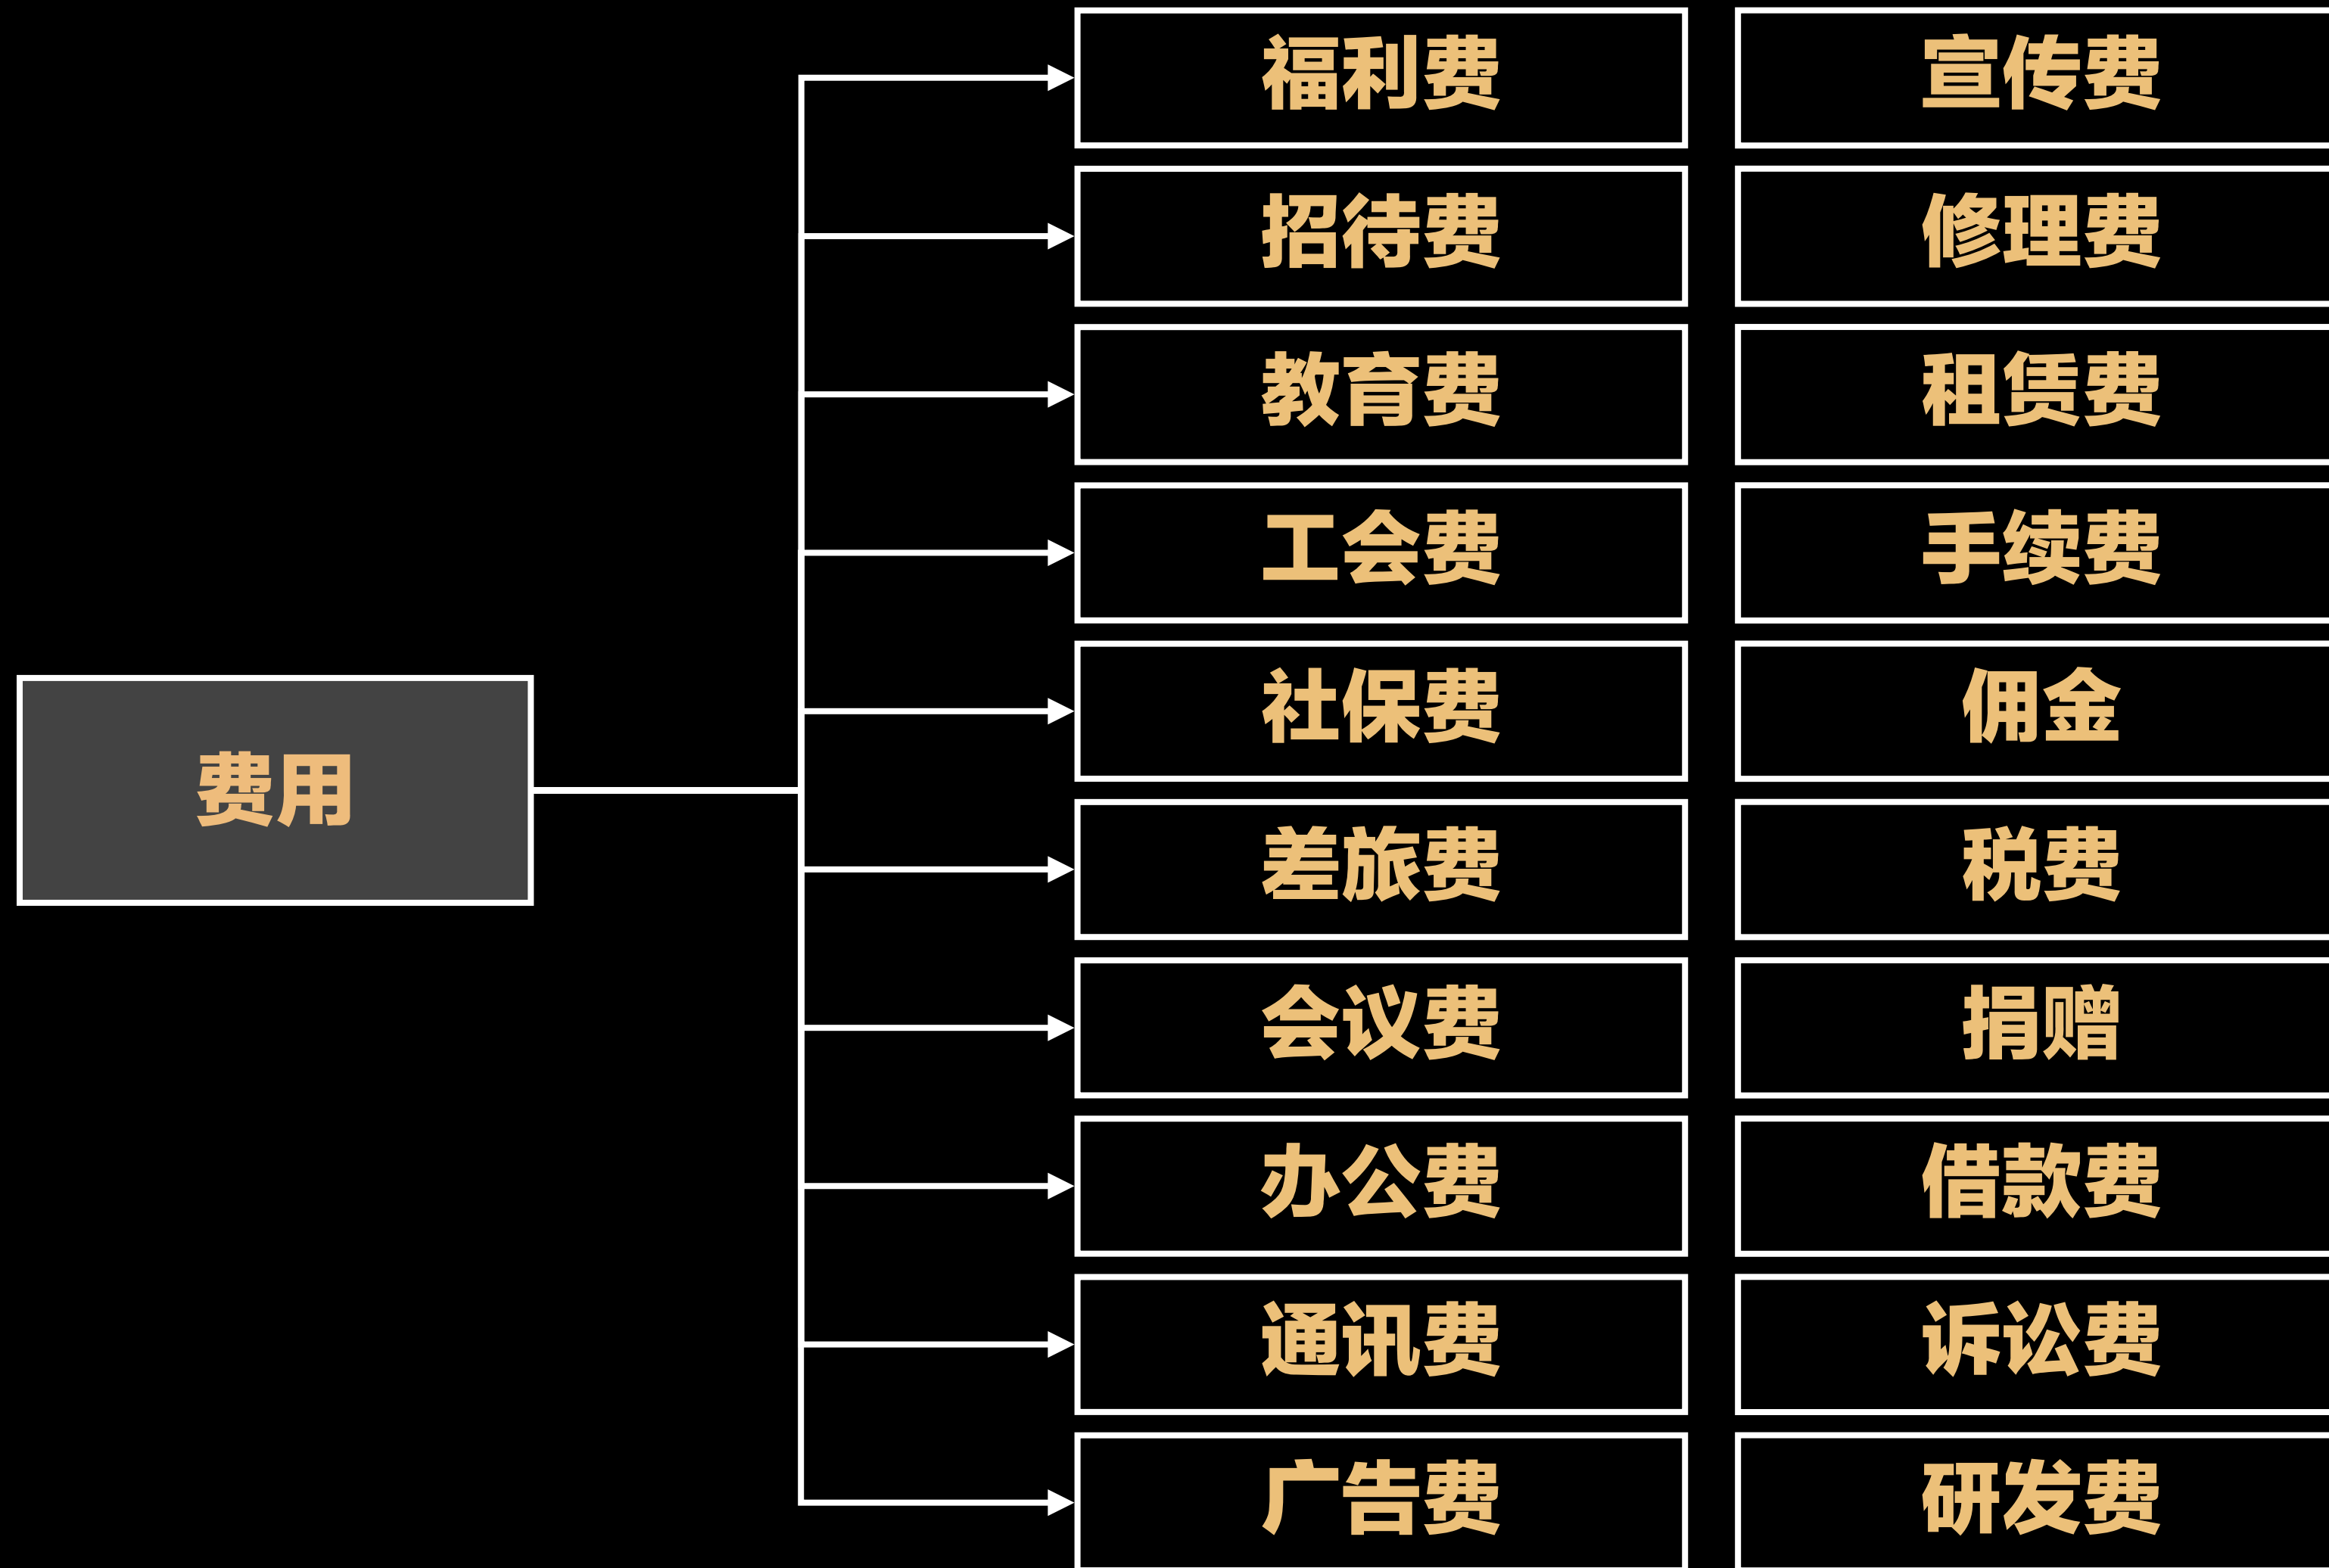 费用
福利费
宣传费
招待费
修理费
教育费
租赁费
工会费
手续费
社保费
佣金
差旅费
税费
会议费
捐赠
办公费
借款费
通讯费
诉讼费
广告费
研发费